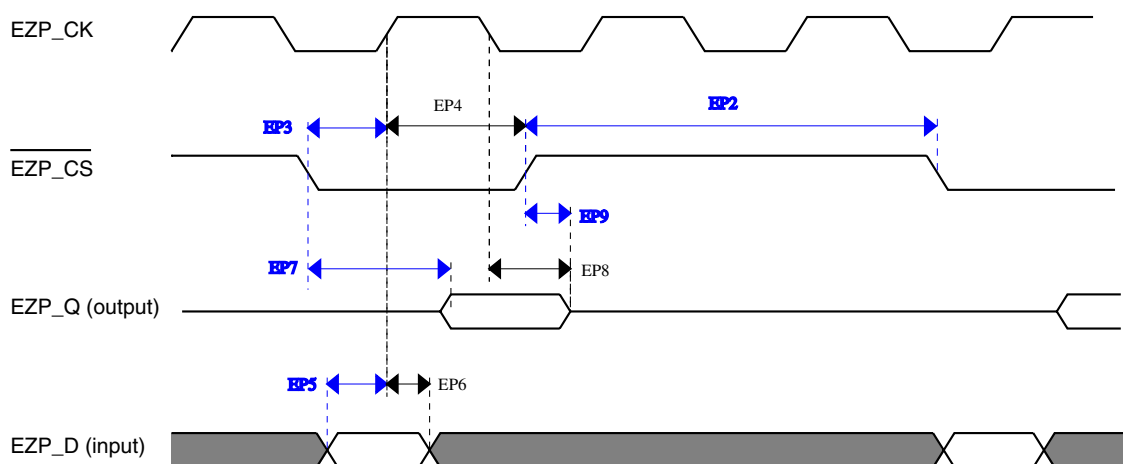 EZP_CK
EP4
EP2
EP3
EZP_CS
EP9
EP7
EP8
EZP_Q (output)
EP5
EP6
EZP_D (input)